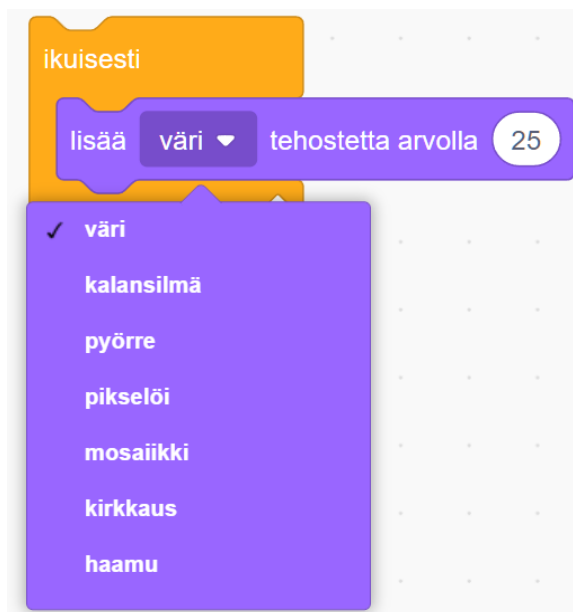 ikuisesti
lisää väri tehostetta arvolla 25
väri
kalansilmä
pyörre
pikselöi
mosaiikki
kirkkaus
haamu